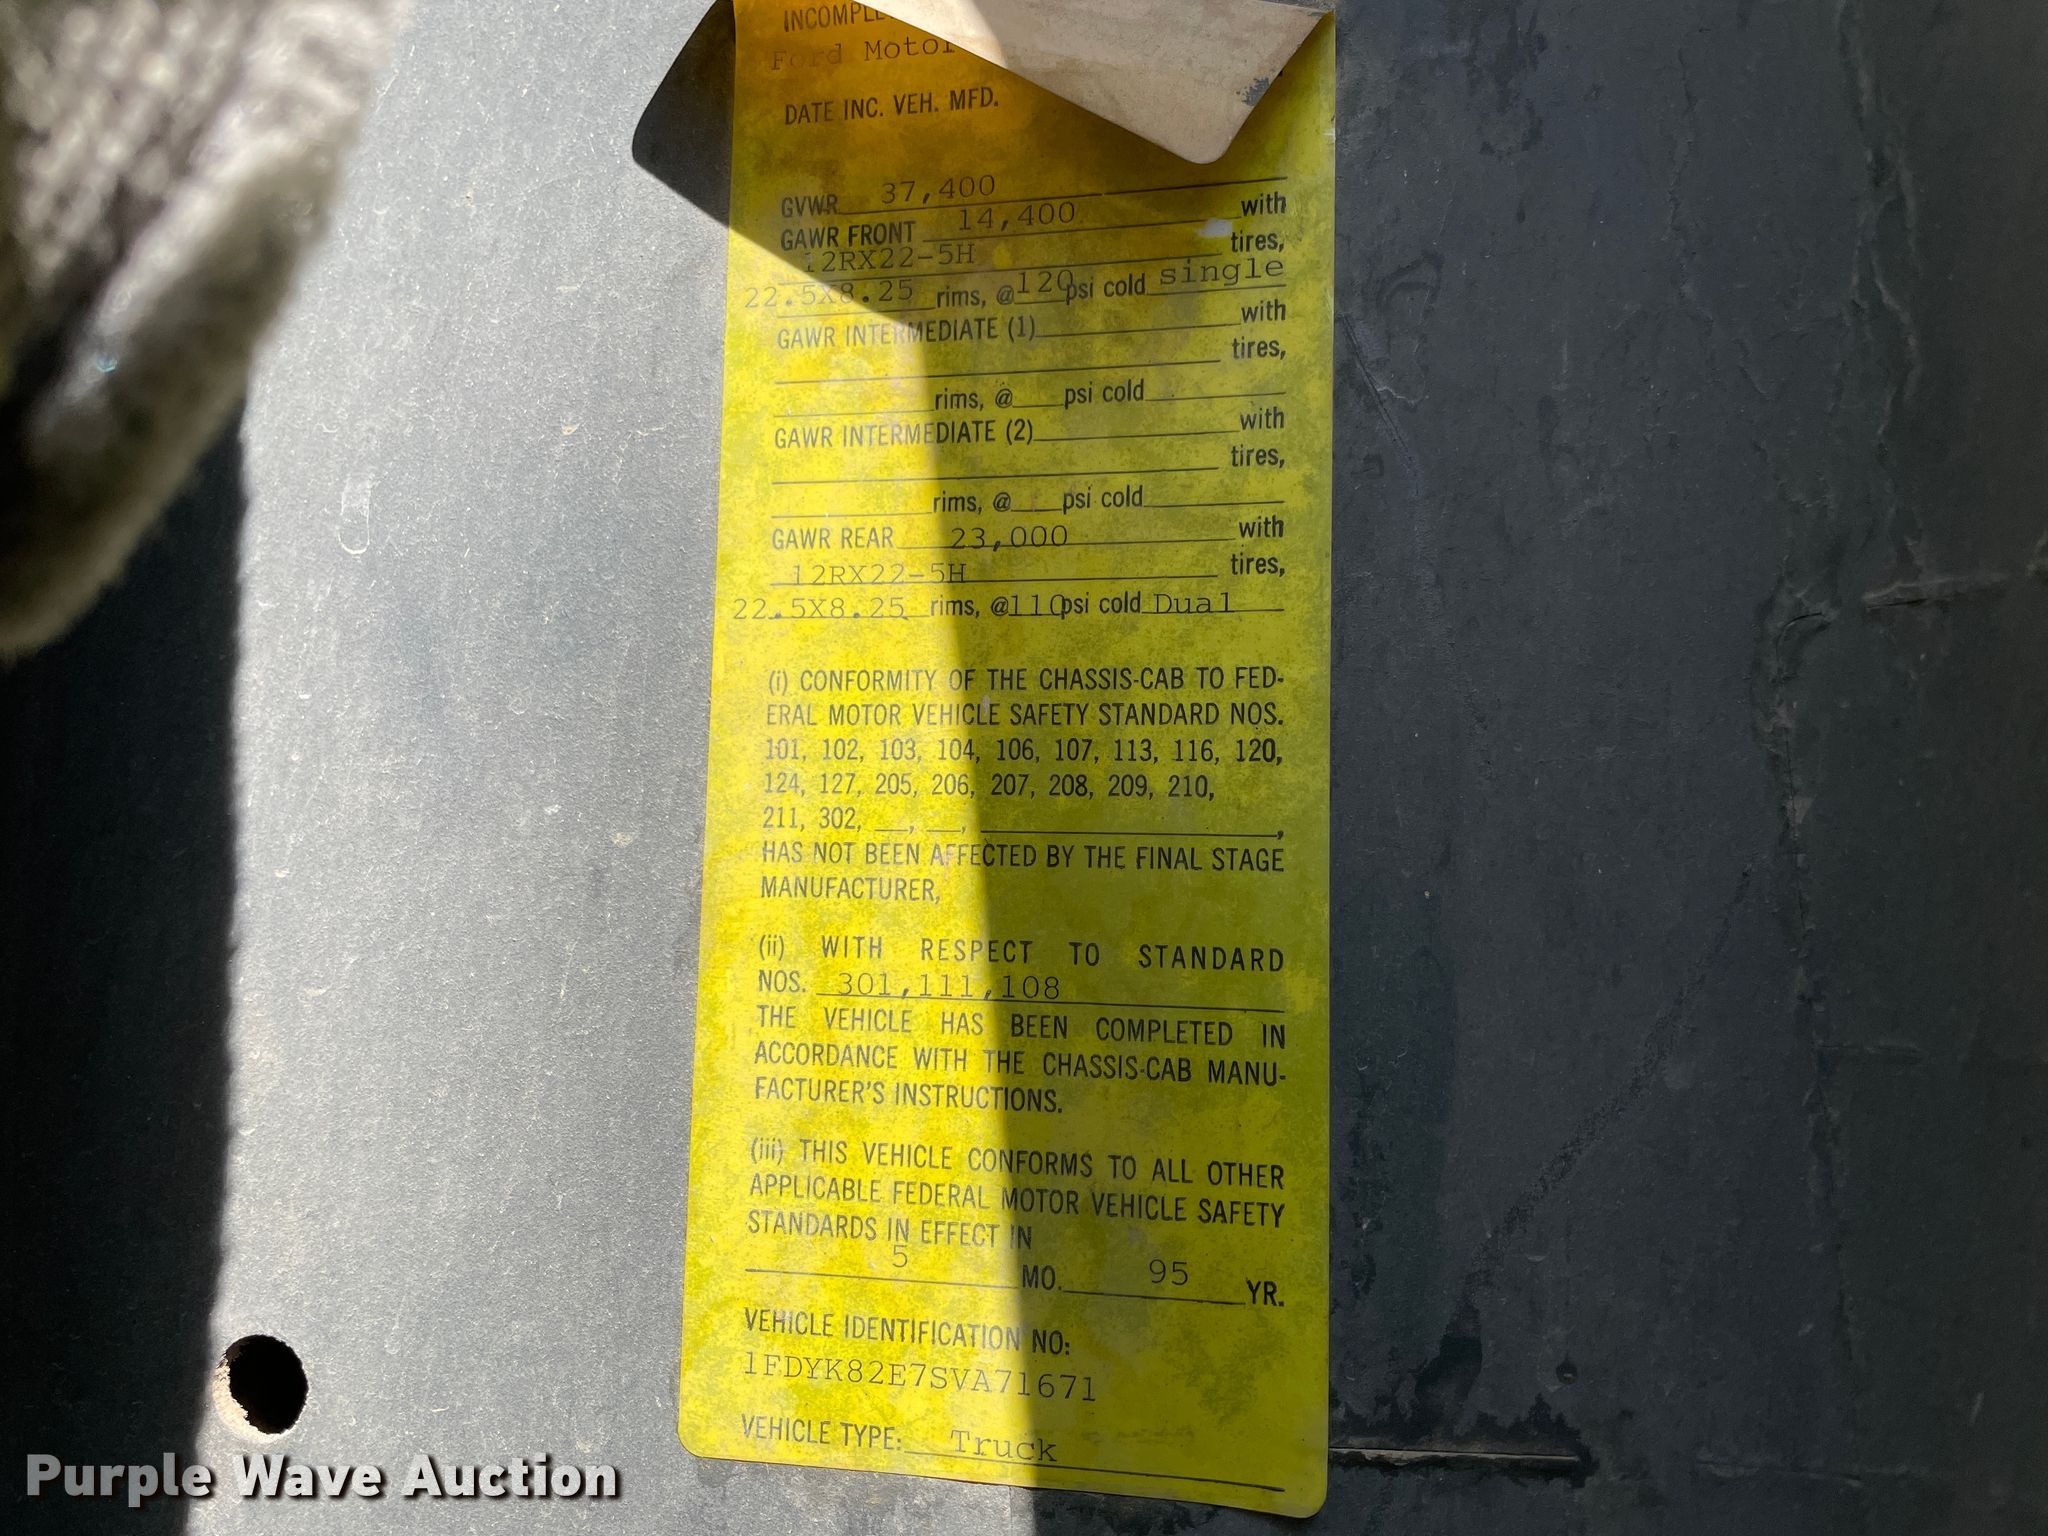 Ford Motor
DATE INC. VEH. MFD.
GVWR 37,400
GAWR FRONT 14,400 with
12RX22-5H tires,
22.5X8.25 rims, @ 120 psi cold single
GAWR INTERMEDIATE (1) with
tires,
rims, @ psi cold
GAWR INTERMEDIATE (2) with
tires,
rims, @ psi cold
GAWR REAR 23,000 with
12RX22-5H tires,
22.5X8.25 rims, @ 110 psi cold Dual
(i) CONFORMITY OF THE CHASSIS-CAB TO FED-
ERAL MOTOR VEHICLE SAFETY STANDARD NOS.
101, 102, 103, 104, 106, 107, 113, 116, 120,
124, 127, 205, 206, 207, 208, 209, 210,
211, 302, __, __, __________,
HAS NOT BEEN AFFECTED BY THE FINAL STAGE
MANUFACTURER,
(ii) WITH RESPECT TO STANDARD
NOS. 301,111,108
THE VEHICLE HAS BEEN COMPLETED IN
ACCORDANCE WITH THE CHASSIS-CAB MANU-
FACTURER'S INSTRUCTIONS.
(iii) THIS VEHICLE CONFORMS TO ALL OTHER
APPLICABLE FEDERAL MOTOR VEHICLE SAFETY
STANDARDS IN EFFECT IN
5 MO. 95 YR.
VEHICLE IDENTIFICATION NO:
1FDYK82E7SVA71671
VEHICLE TYPE: Truck
Purple Wave Auction